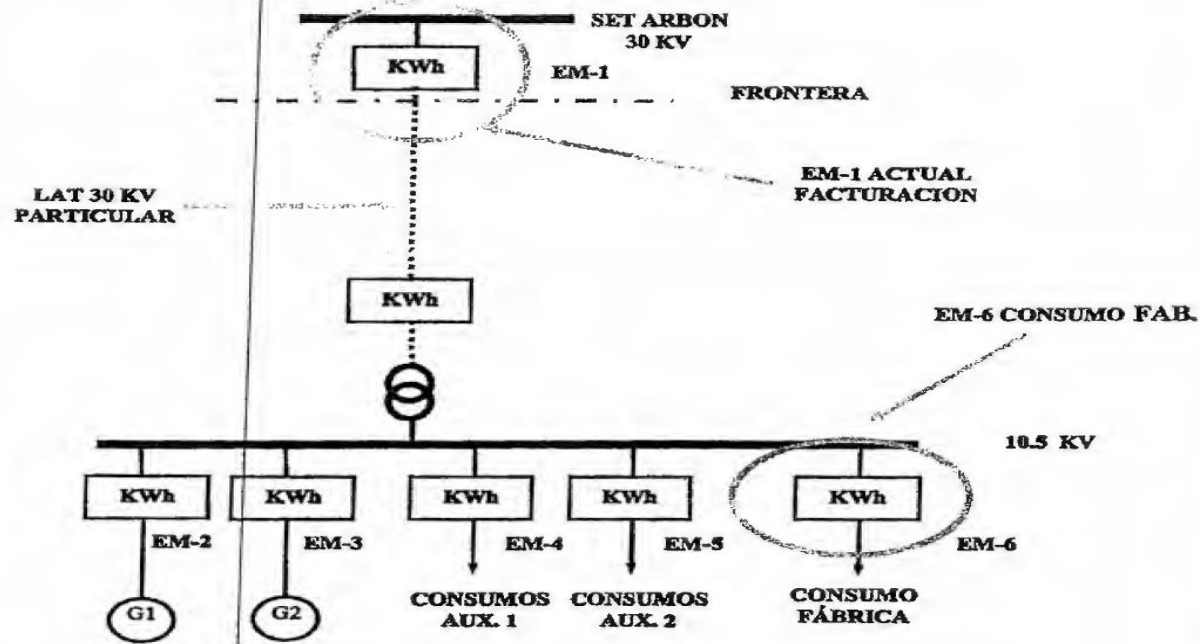 SET ARBON
30 KV
KWh
EM-1
FRONTERA
EM-1 ACTUAL
FACTURACION
LAT 30 KV
PARTICULAR
KWh
EM-6 CONSUMO FAB.
10.5 KV
KWh
KWh
KWh
KWh
KWh
EM-2
EM-3
EM-4
EM-5
EM-6
G1
G2
CONSUMOS
AUX. 1
CONSUMOS
AUX. 2
CONSUMO
FÁBRICA